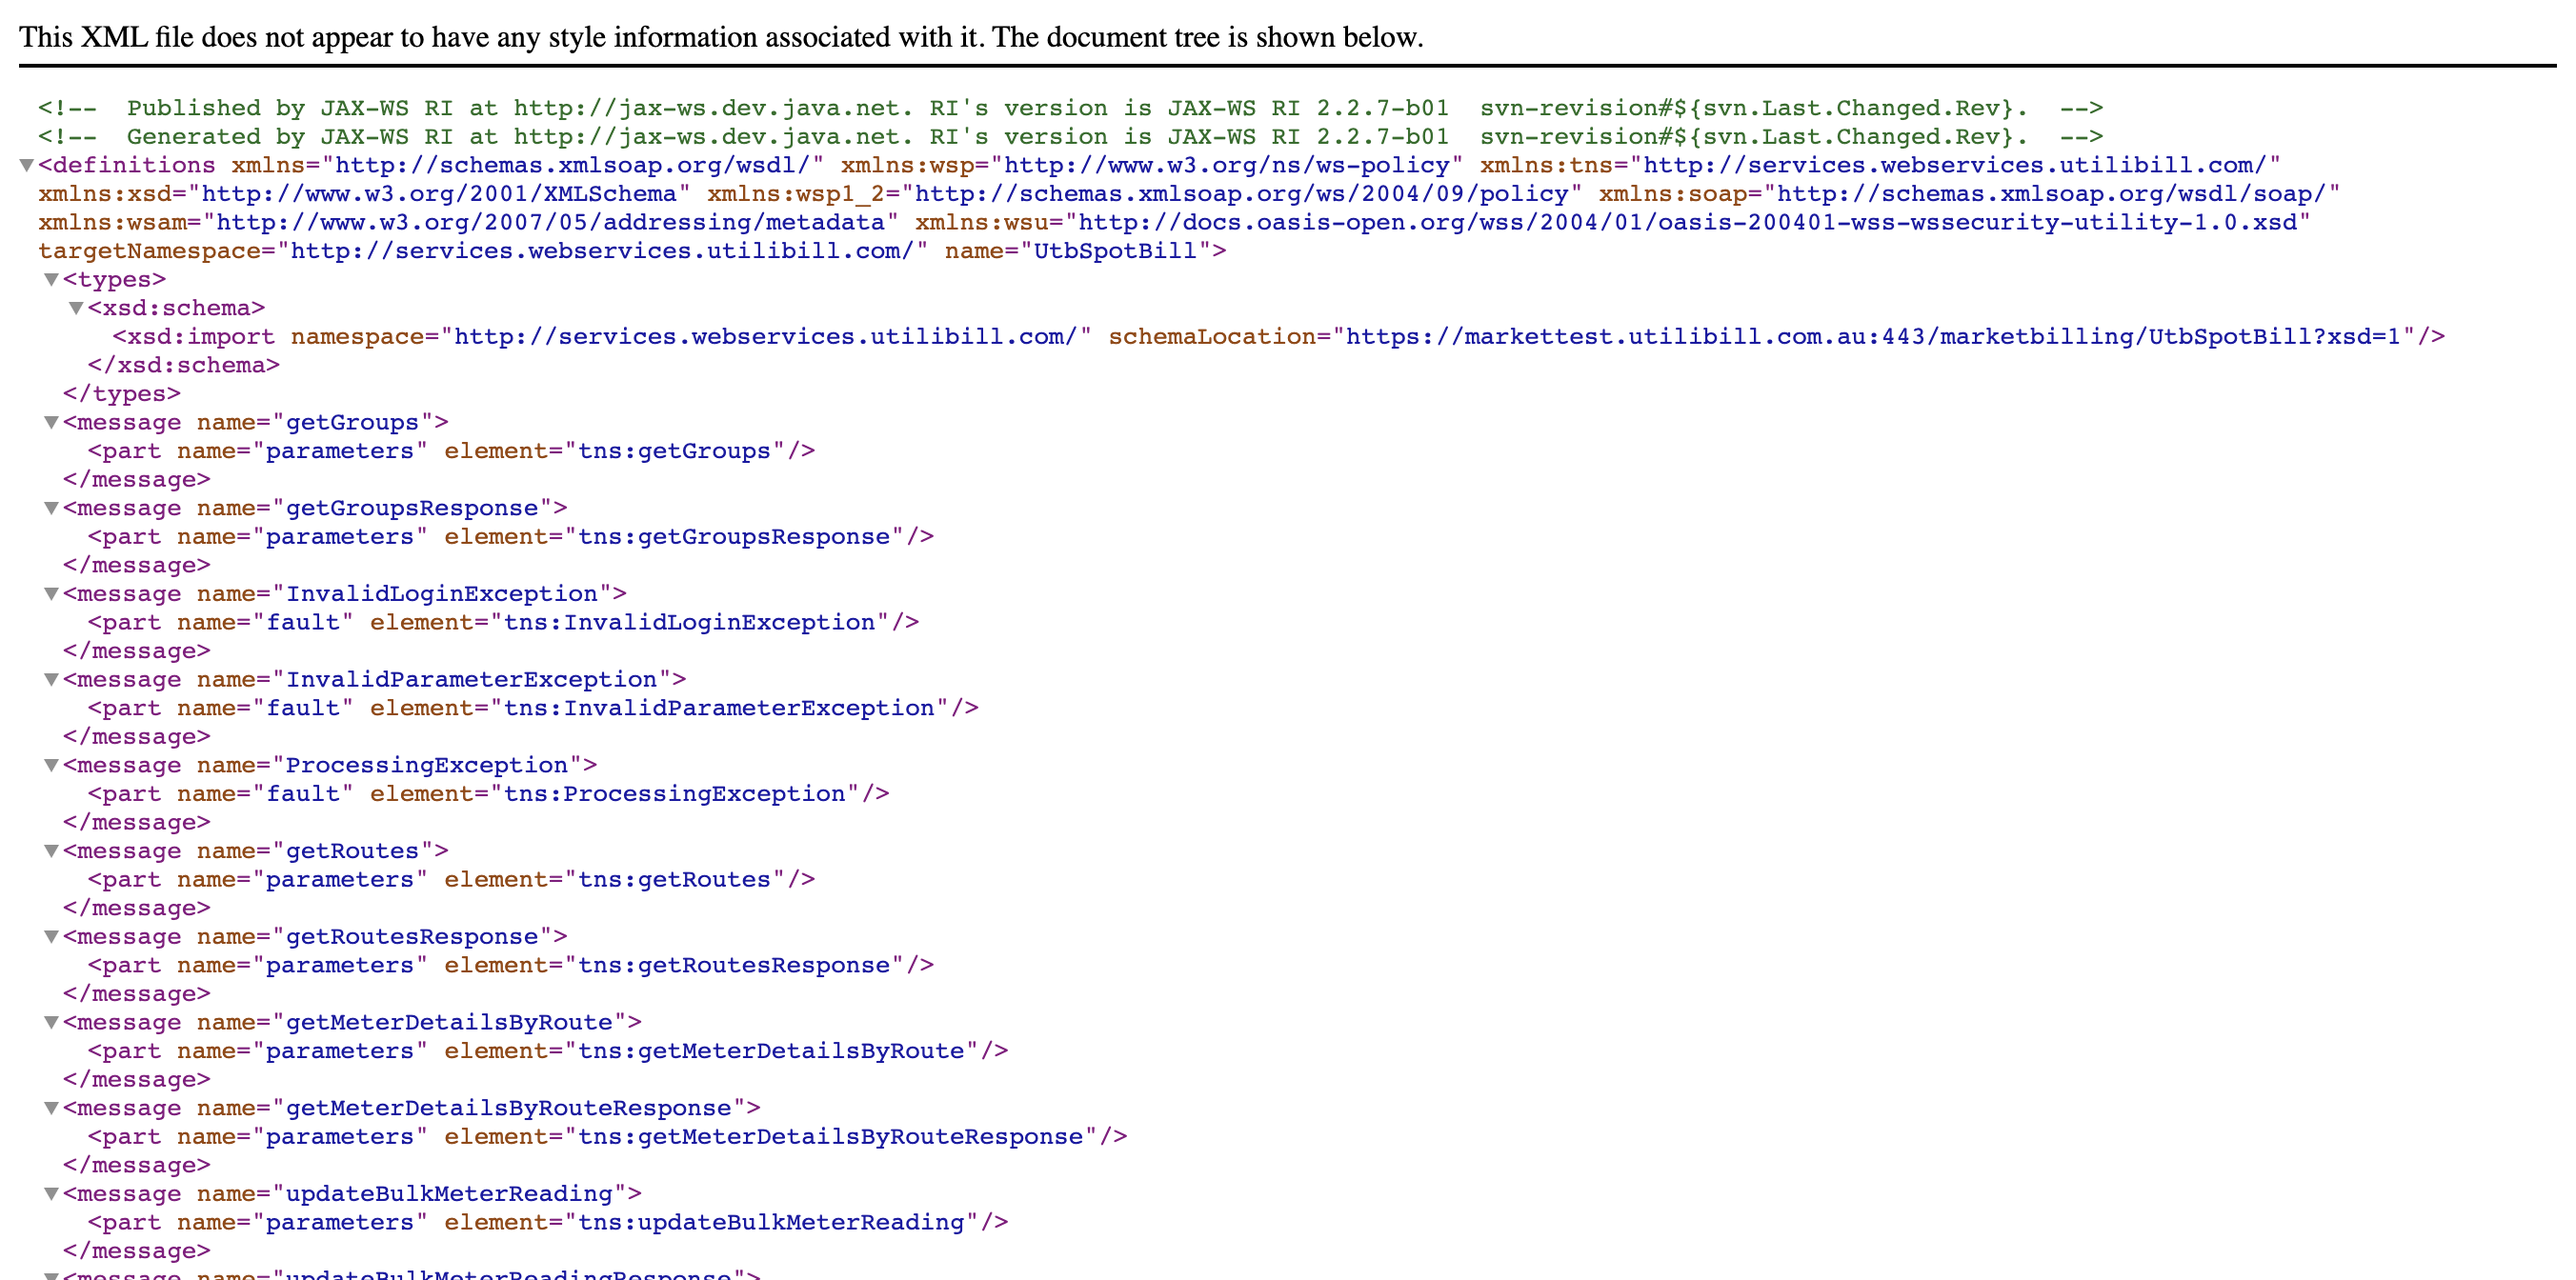 This XML file does not appear to have any style information associated with it. The document tree is shown below.
<!-- Published by JAX-WS RI at http://jax-ws.dev.java.net. RI's version is JAX-WS RI 2.2.7-b01 svn-revision#${svn.Last.Changed.Rev}. -->
<!-- Generated by JAX-WS RI at http://jax-ws.dev.java.net. RI's version is JAX-WS RI 2.2.7-b01 svn-revision#${svn.Last.Changed.Rev}. -->
▼<definitions xmlns="http://schemas.xmlsoap.org/wsdl/" xmlns:wsp="http://www.w3.org/ns/ws-policy" xmlns:tns="http://services.webservices.utilibill.com/"
xmlns:xsd="http://www.w3.org/2001/XMLSchema" xmlns:wsp1_2="http://schemas.xmlsoap.org/ws/2004/09/policy" xmlns:soap="http://schemas.xmlsoap.org/wsdl/soap/"
xmlns:wsam="http://www.w3.org/2007/05/addressing/metadata" xmlns:wsu="http://docs.oasis-open.org/wss/2004/01/oasis-200401-wss-wssecurity-utility-1.0.xsd"
targetNamespace="http://services.webservices.utilibill.com/" name="UtbSpotBill">
▼<types>
▼<xsd:schema>
<xsd:import namespace="http://services.webservices.utilibill.com/" schemaLocation="https://markettest.utilibill.com.au:443/marketbilling/UtbSpotBill?xsd=1"/>
</xsd:schema>
</types>
▼<message name="getGroups">
<part name="parameters" element="tns:getGroups"/>
</message>
▼<message name="getGroupsResponse">
<part name="parameters" element="tns:getGroupsResponse"/>
</message>
▼<message name="InvalidLoginException">
<part name="fault" element="tns:InvalidLoginException"/>
</message>
▼<message name="InvalidParameterException">
<part name="fault" element="tns:InvalidParameterException"/>
</message>
▼<message name="ProcessingException">
<part name="fault" element="tns:ProcessingException"/>
</message>
▼<message name="getRoutes">
<part name="parameters" element="tns:getRoutes"/>
</message>
▼<message name="getRoutesResponse">
<part name="parameters" element="tns:getRoutesResponse"/>
</message>
▼<message name="getMeterDetailsByRoute">
<part name="parameters" element="tns:getMeterDetailsByRoute"/>
</message>
▼<message name="getMeterDetailsByRouteResponse">
<part name="parameters" element="tns:getMeterDetailsByRouteResponse"/>
</message>
▼<message name="updateBulkMeterReading">
<part name="parameters" element="tns:updateBulkMeterReading"/>
</message>
▼<message name="updateBulkMeterReadingResponse">